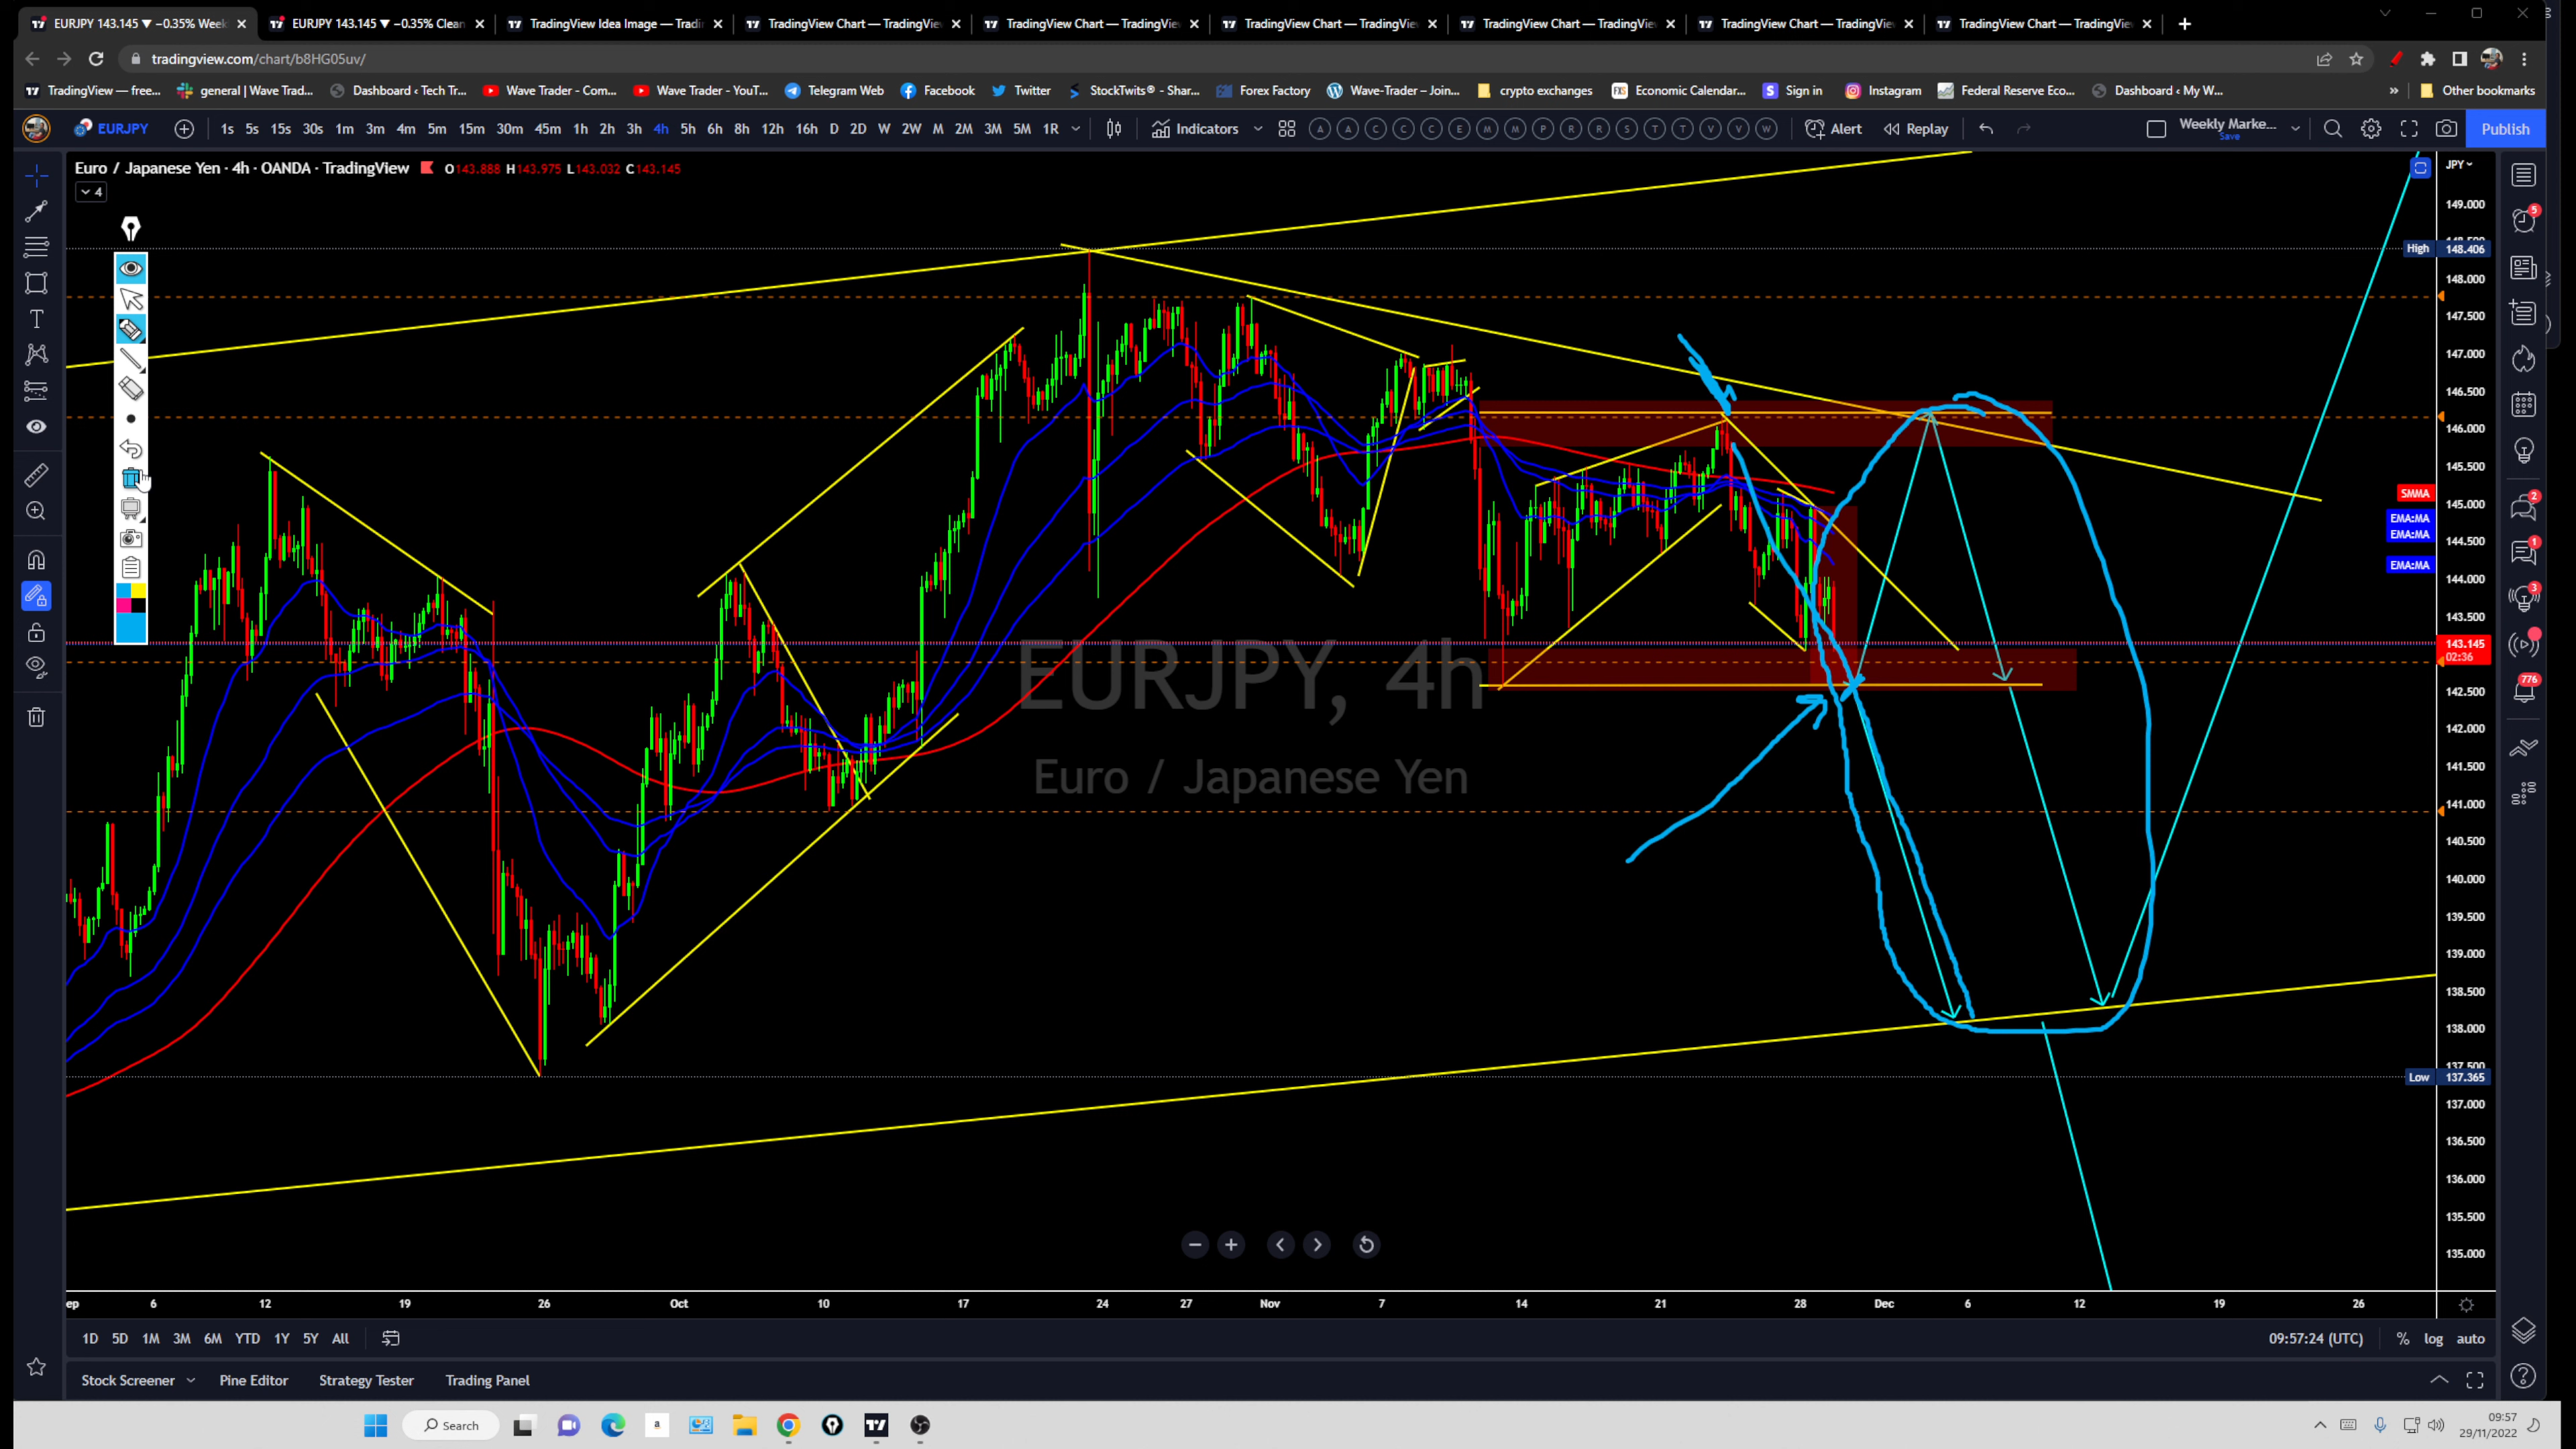 EURJPY 143.145 ▼ −0.35% Week
EURJPY 143.145 ▼ −0.35% Clean
TradingView Idea Image — Tradi
TradingView Chart — TradingVie
TradingView Chart — TradingVie
TradingView Chart — TradingVie
TradingView Chart — TradingVie
TradingView Chart — TradingVie
TradingView Chart — TradingVie
tradingview.com/chart/b8HG05uv/
TradingView — free...
general | Wave Trad...
Dashboard ‹ Tech Tr...
Wave Trader - Com...
Wave Trader - YouT...
Telegram Web
Facebook
Twitter
StockTwits® - Shar...
Forex Factory
Wave-Trader – Join...
crypto exchanges
Economic Calendar...
Sign in
Instagram
Federal Reserve Eco...
Dashboard ‹ My W...
»
Other bookmarks
EURJPY
1s 5s 15s 30s 1m 3m 4m 5m 15m 30m 45m 1h 2h 3h 4h 5h 6h 8h 12h 16h D 2D W 2W M 2M 3M 5M 1R
Indicators
A A C C C E M M P R R S T T V V W
Alert
Replay
Weekly Marke...
Save
Publish
Euro / Japanese Yen · 4h · OANDA · TradingView
O143.888 H143.975 L143.032 C143.145
4
JPY
149.000
High 148.406
148.000
147.500
147.000
146.500
146.000
145.500
SMMA
145.000
EMA:MA
144.500
EMA:MA
EMA:MA
144.000
143.500
143.145
02:36
142.500
142.000
141.500
141.000
140.500
140.000
139.500
139.000
138.500
138.000
137.500
Low 137.365
137.000
136.500
136.000
135.500
135.000
EURJPY, 4h
Euro / Japanese Yen
5
2
1
3
776
ep 6 12 19 26 Oct 10 17 24 27 Nov 7 14 21 28 Dec 6 12 19 26
1D 5D 1M 3M 6M YTD 1Y 5Y All
09:57:24 (UTC)
% log auto
Stock Screener
Pine Editor
Strategy Tester
Trading Panel
Search
a
09:57
29/11/2022